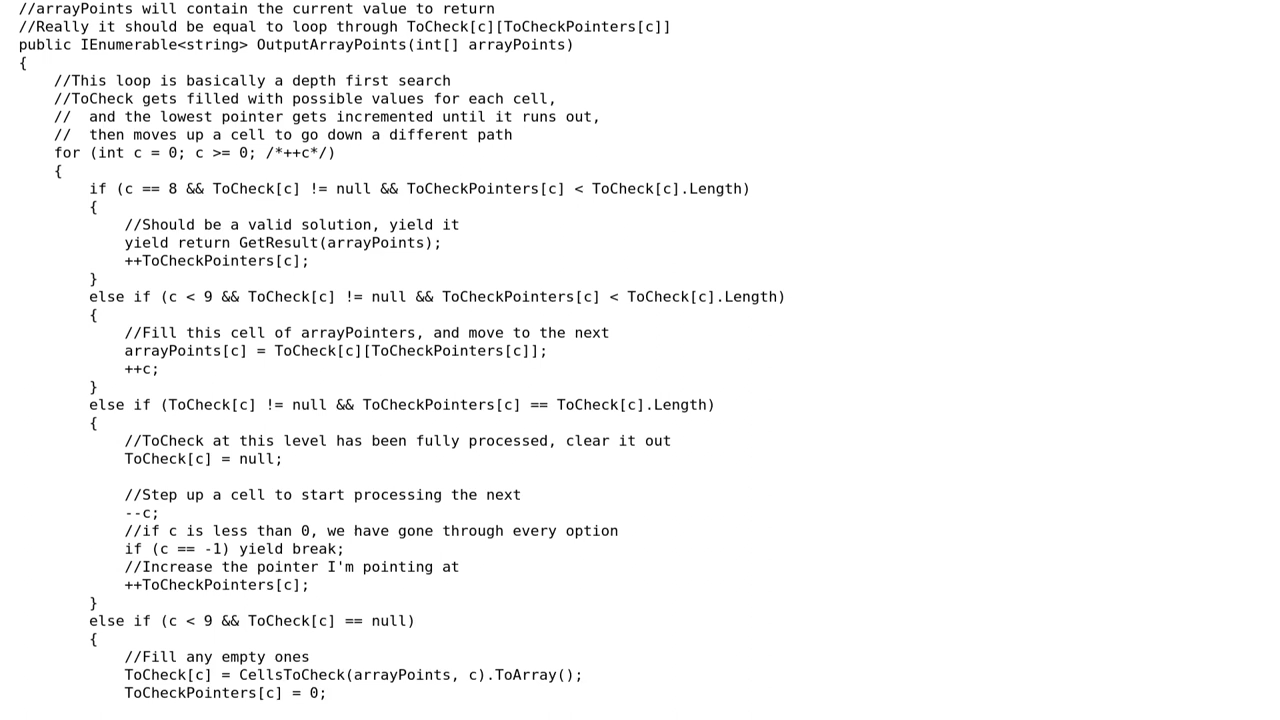 //arrayPoints will contain the current value to return
//Really it should be equal to loop through ToCheck[c][ToCheckPointers[c]]
public IEnumerable<string> OutputArrayPoints(int[] arrayPoints)
{
    //This loop is basically a depth first search
    //ToCheck gets filled with possible values for each cell,
    //  and the lowest pointer gets incremented until it runs out,
    //  then moves up a cell to go down a different path
    for (int c = 0; c >= 0; /*++c*/)
    {
        if (c == 8 && ToCheck[c] != null && ToCheckPointers[c] < ToCheck[c].Length)
        {
            //Should be a valid solution, yield it
            yield return GetResult(arrayPoints);
            ++ToCheckPointers[c];
        }
        else if (c < 9 && ToCheck[c] != null && ToCheckPointers[c] < ToCheck[c].Length)
        {
            //Fill this cell of arrayPointers, and move to the next
            arrayPoints[c] = ToCheck[c][ToCheckPointers[c]];
            ++c;
        }
        else if (ToCheck[c] != null && ToCheckPointers[c] == ToCheck[c].Length)
        {
            //ToCheck at this level has been fully processed, clear it out
            ToCheck[c] = null;

            //Step up a cell to start processing the next
            --c;
            //if c is less than 0, we have gone through every option
            if (c == -1) yield break;
            //Increase the pointer I'm pointing at
            ++ToCheckPointers[c];
        }
        else if (c < 9 && ToCheck[c] == null)
        {
            //Fill any empty ones
            ToCheck[c] = CellsToCheck(arrayPoints, c).ToArray();
            ToCheckPointers[c] = 0;